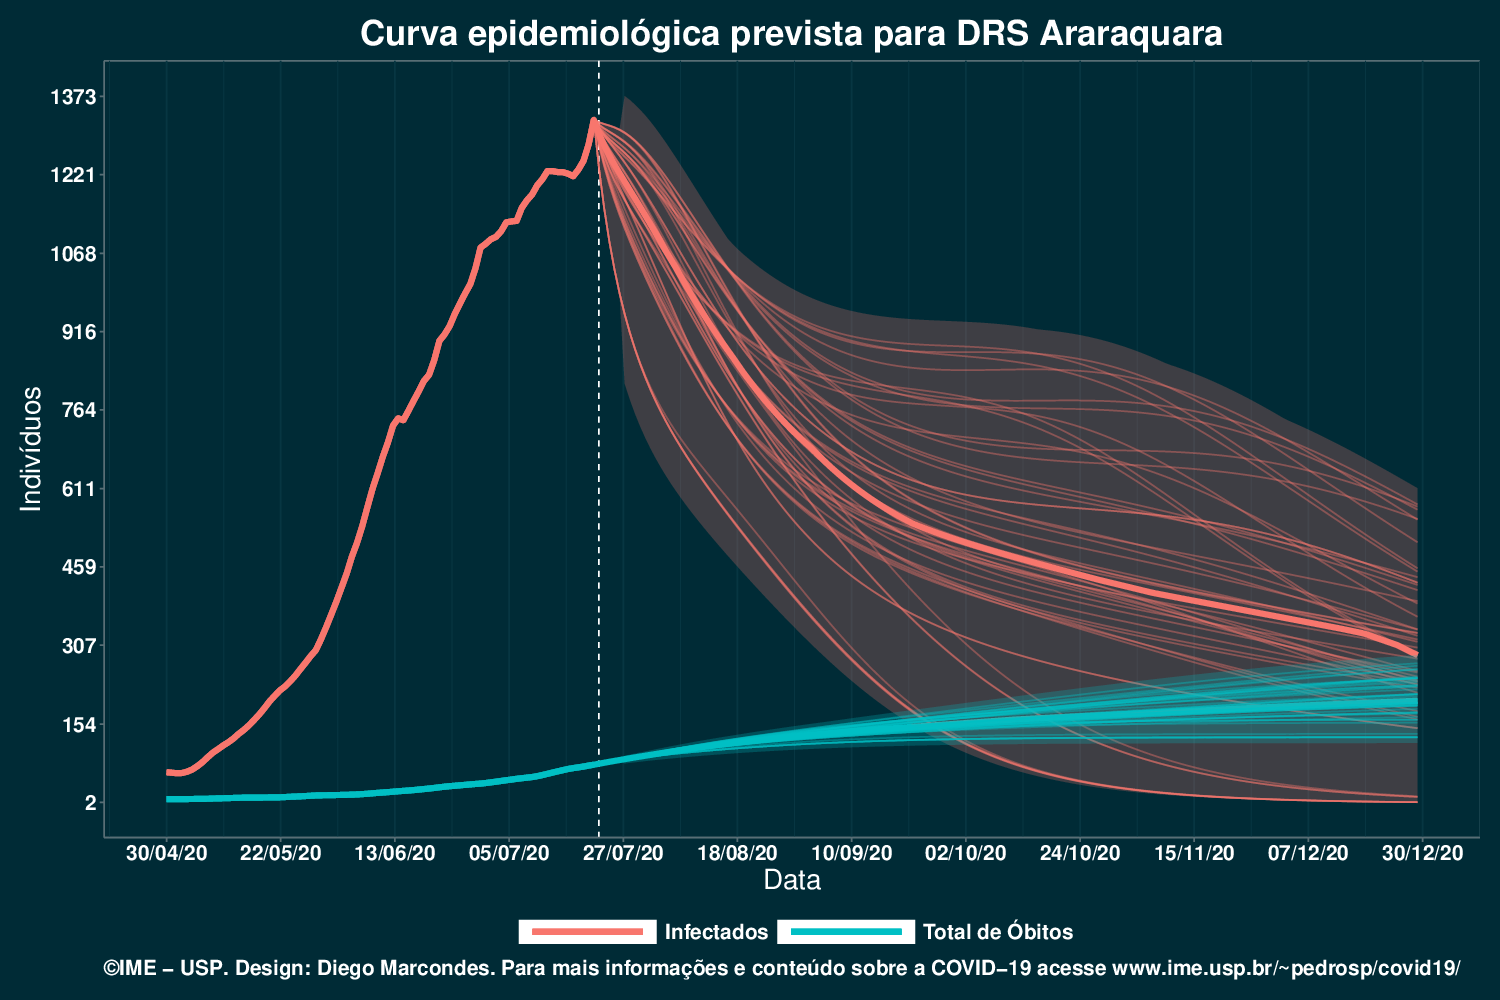 Curva epidemiológica prevista para DRS Araraquara
Indivíduos
1373
1221
1068
916
764
611
459
307
154
2
30/04/20 22/05/20 13/06/20 05/07/20 27/07/20 18/08/20 10/09/20 02/10/20 24/10/20 15/11/20 07/12/20 30/12/20
Data
Infectados Total de Óbitos
©IME − USP. Design: Diego Marcondes. Para mais informações e conteúdo sobre a COVID−19 acesse www.ime.usp.br/~pedrosp/covid19/